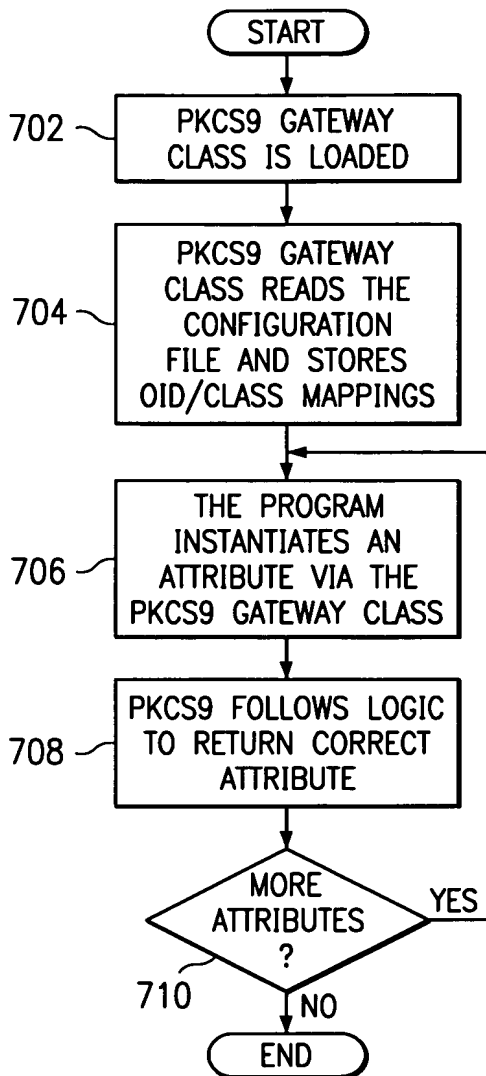 START
702
PKCS9 GATEWAY
CLASS IS LOADED
704
PKCS9 GATEWAY
CLASS READS THE
CONFIGURATION
FILE AND STORES
OID/CLASS MAPPINGS
706
THE PROGRAM
INSTANTIATES AN
ATTRIBUTE VIA THE
PKCS9 GATEWAY CLASS
708
PKCS9 FOLLOWS LOGIC
TO RETURN CORRECT
ATTRIBUTE
MORE
ATTRIBUTES
?
YES
710
NO
END